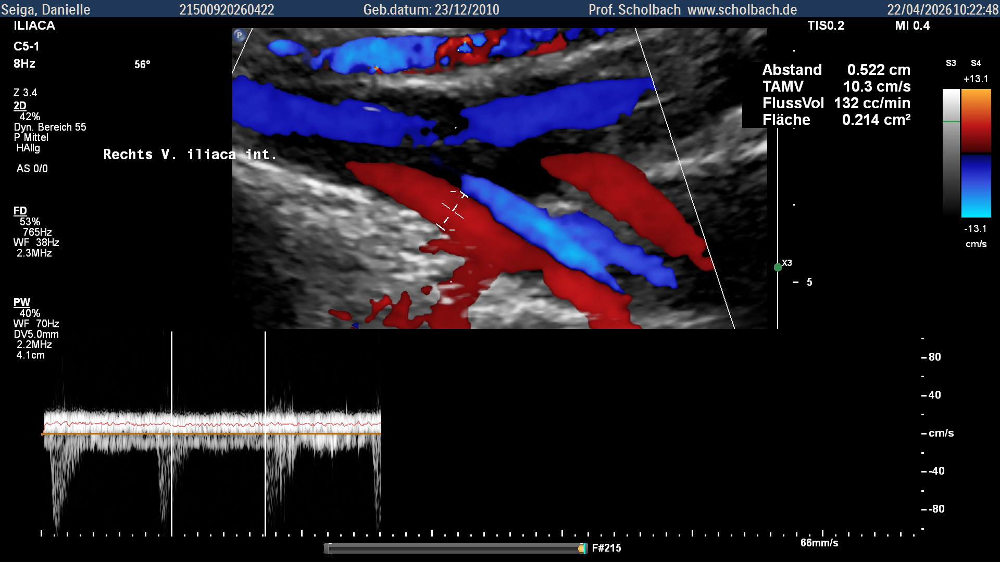 Seiga, Danielle 21500920260422 Geb.datum: 23/12/2010 Prof. Scholbach www.scholbach.de 22/04/2026 10:22:48
ILIACA TIS0.2 MI 0.4
C5-1
8Hz 56°
P
Z 3.4
2D
42%
Dyn. Bereich 55
P Mittel
HAllg
AS 0/0
Rechts V. iliaca int.
Abstand 0.522 cm
TAMV 10.3 cm/s
FlussVol 132 cc/min
Fläche 0.214 cm²
S3 S4
+13.1
-13.1
cm/s
FD
53%
765Hz
WF 38Hz
2.3MHz
X3
5
PW
40%
WF 70Hz
DV5.0mm
2.2MHz
4.1cm
80
40
cm/s
-40
-80
66mm/s
F#215